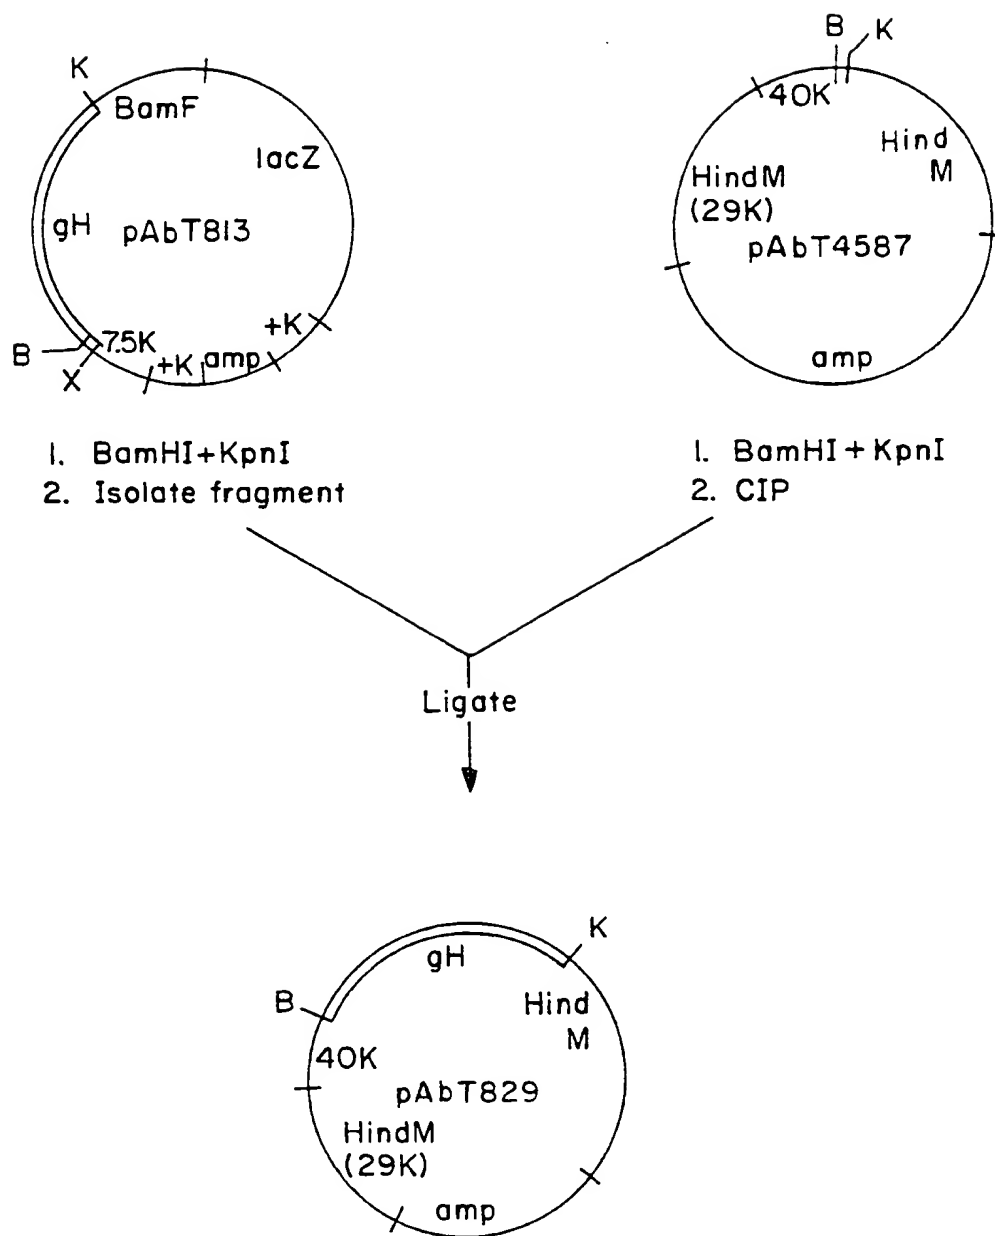 K
BamF
lacZ
gH
pAbT813
B
X
7.5K
+K
amp
+K
B
K
40K
Hind
M
HindM
(29K)
pAbT4587
amp
1. BamHI+KpnI
2. Isolate fragment
1. BamHI+KpnI
2. CIP
Ligate
K
gH
B
Hind
M
40K
pAbT829
HindM
(29K)
amp